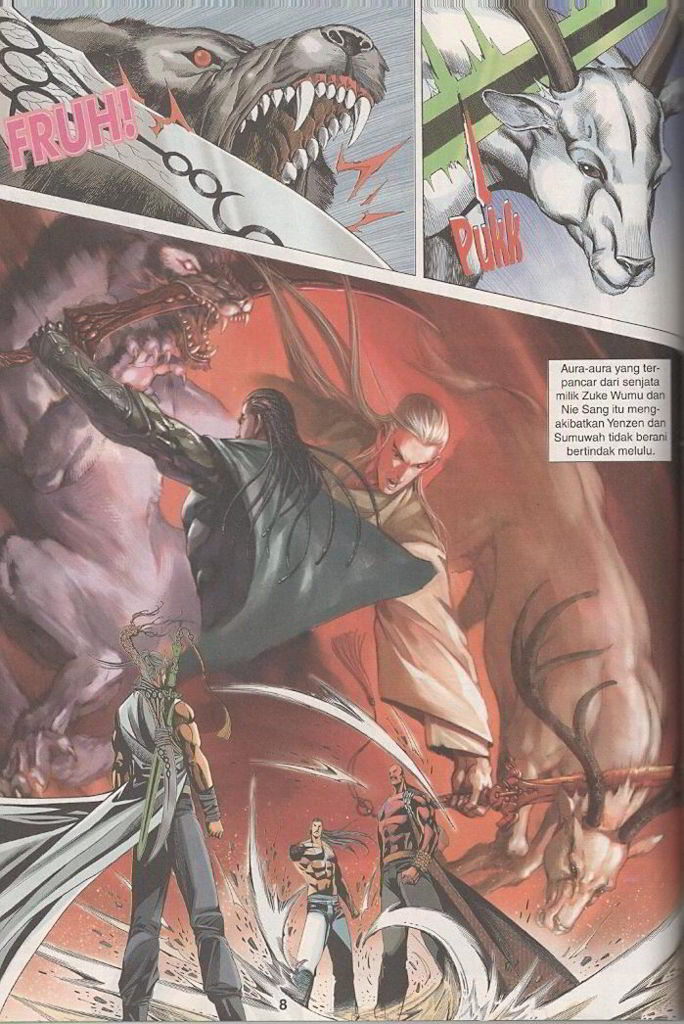 FRUH!
PUKK
Aura-aura yang ter-
pancar dari senjata
milik Zuke Wumu dan
Nie Sang itu meng-
akibatkan Yenzen dan
Sumuwah tidak berani
bertindak melulu.
8